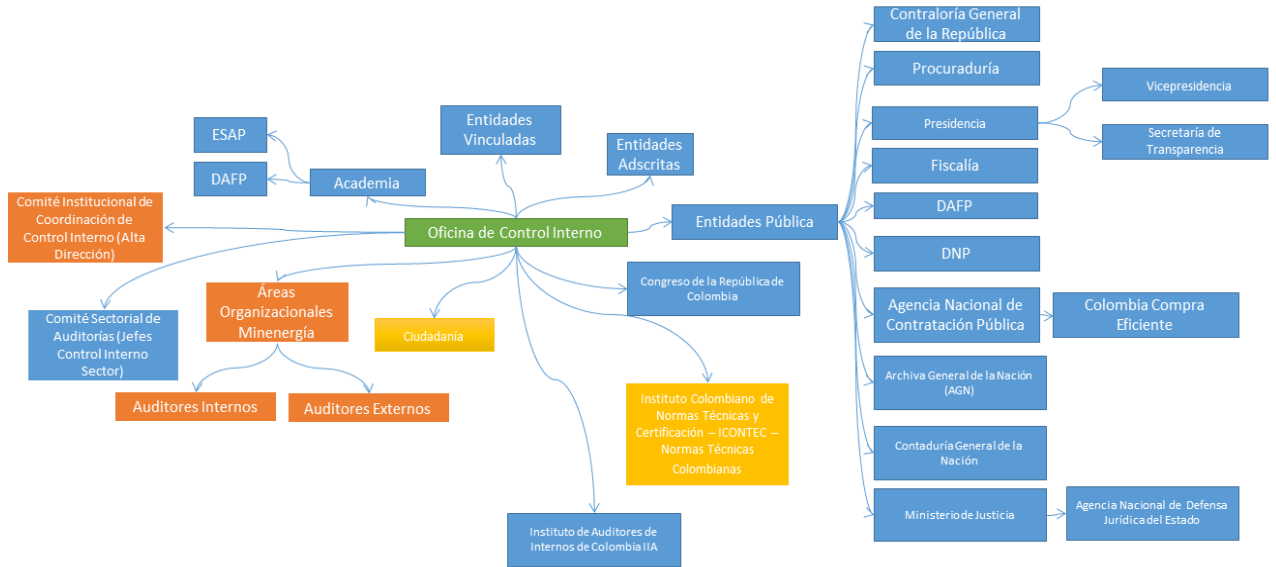 Contraloría General
de la República
Procuraduría
Presidencia
Vicepresidencia
Secretaría de
Transparencia
Fiscalía
DAFP
DNP
Agencia Nacional de
Contratación Pública
Colombia Compra
Eficiente
Archiva General de la Nación
(AGN)
Contaduría General de la
Nación
Ministerio de Justicia
Agencia Nacional de Defensa
Jurídica del Estado
Entidades Pública
Entidades
Vinculadas
Entidades
Adscritas
ESAP
DAFP
Academia
Oficina de Control Interno
Comité Institucional de
Coordinación de
Control Interno (Alta
Dirección)
Comité Sectorial de
Auditorías (Jefes
Control Interno
Sector)
Áreas
Organizacionales
Minenergía
Auditores Internos
Auditores Externos
Ciudadanía
Congreso de la República de
Colombia
Instituto Colombiano de
Normas Técnicas y
Certificación – ICONTEC –
Normas Técnicas
Colombianas
Instituto de Auditores de
Internos de Colombia IIA